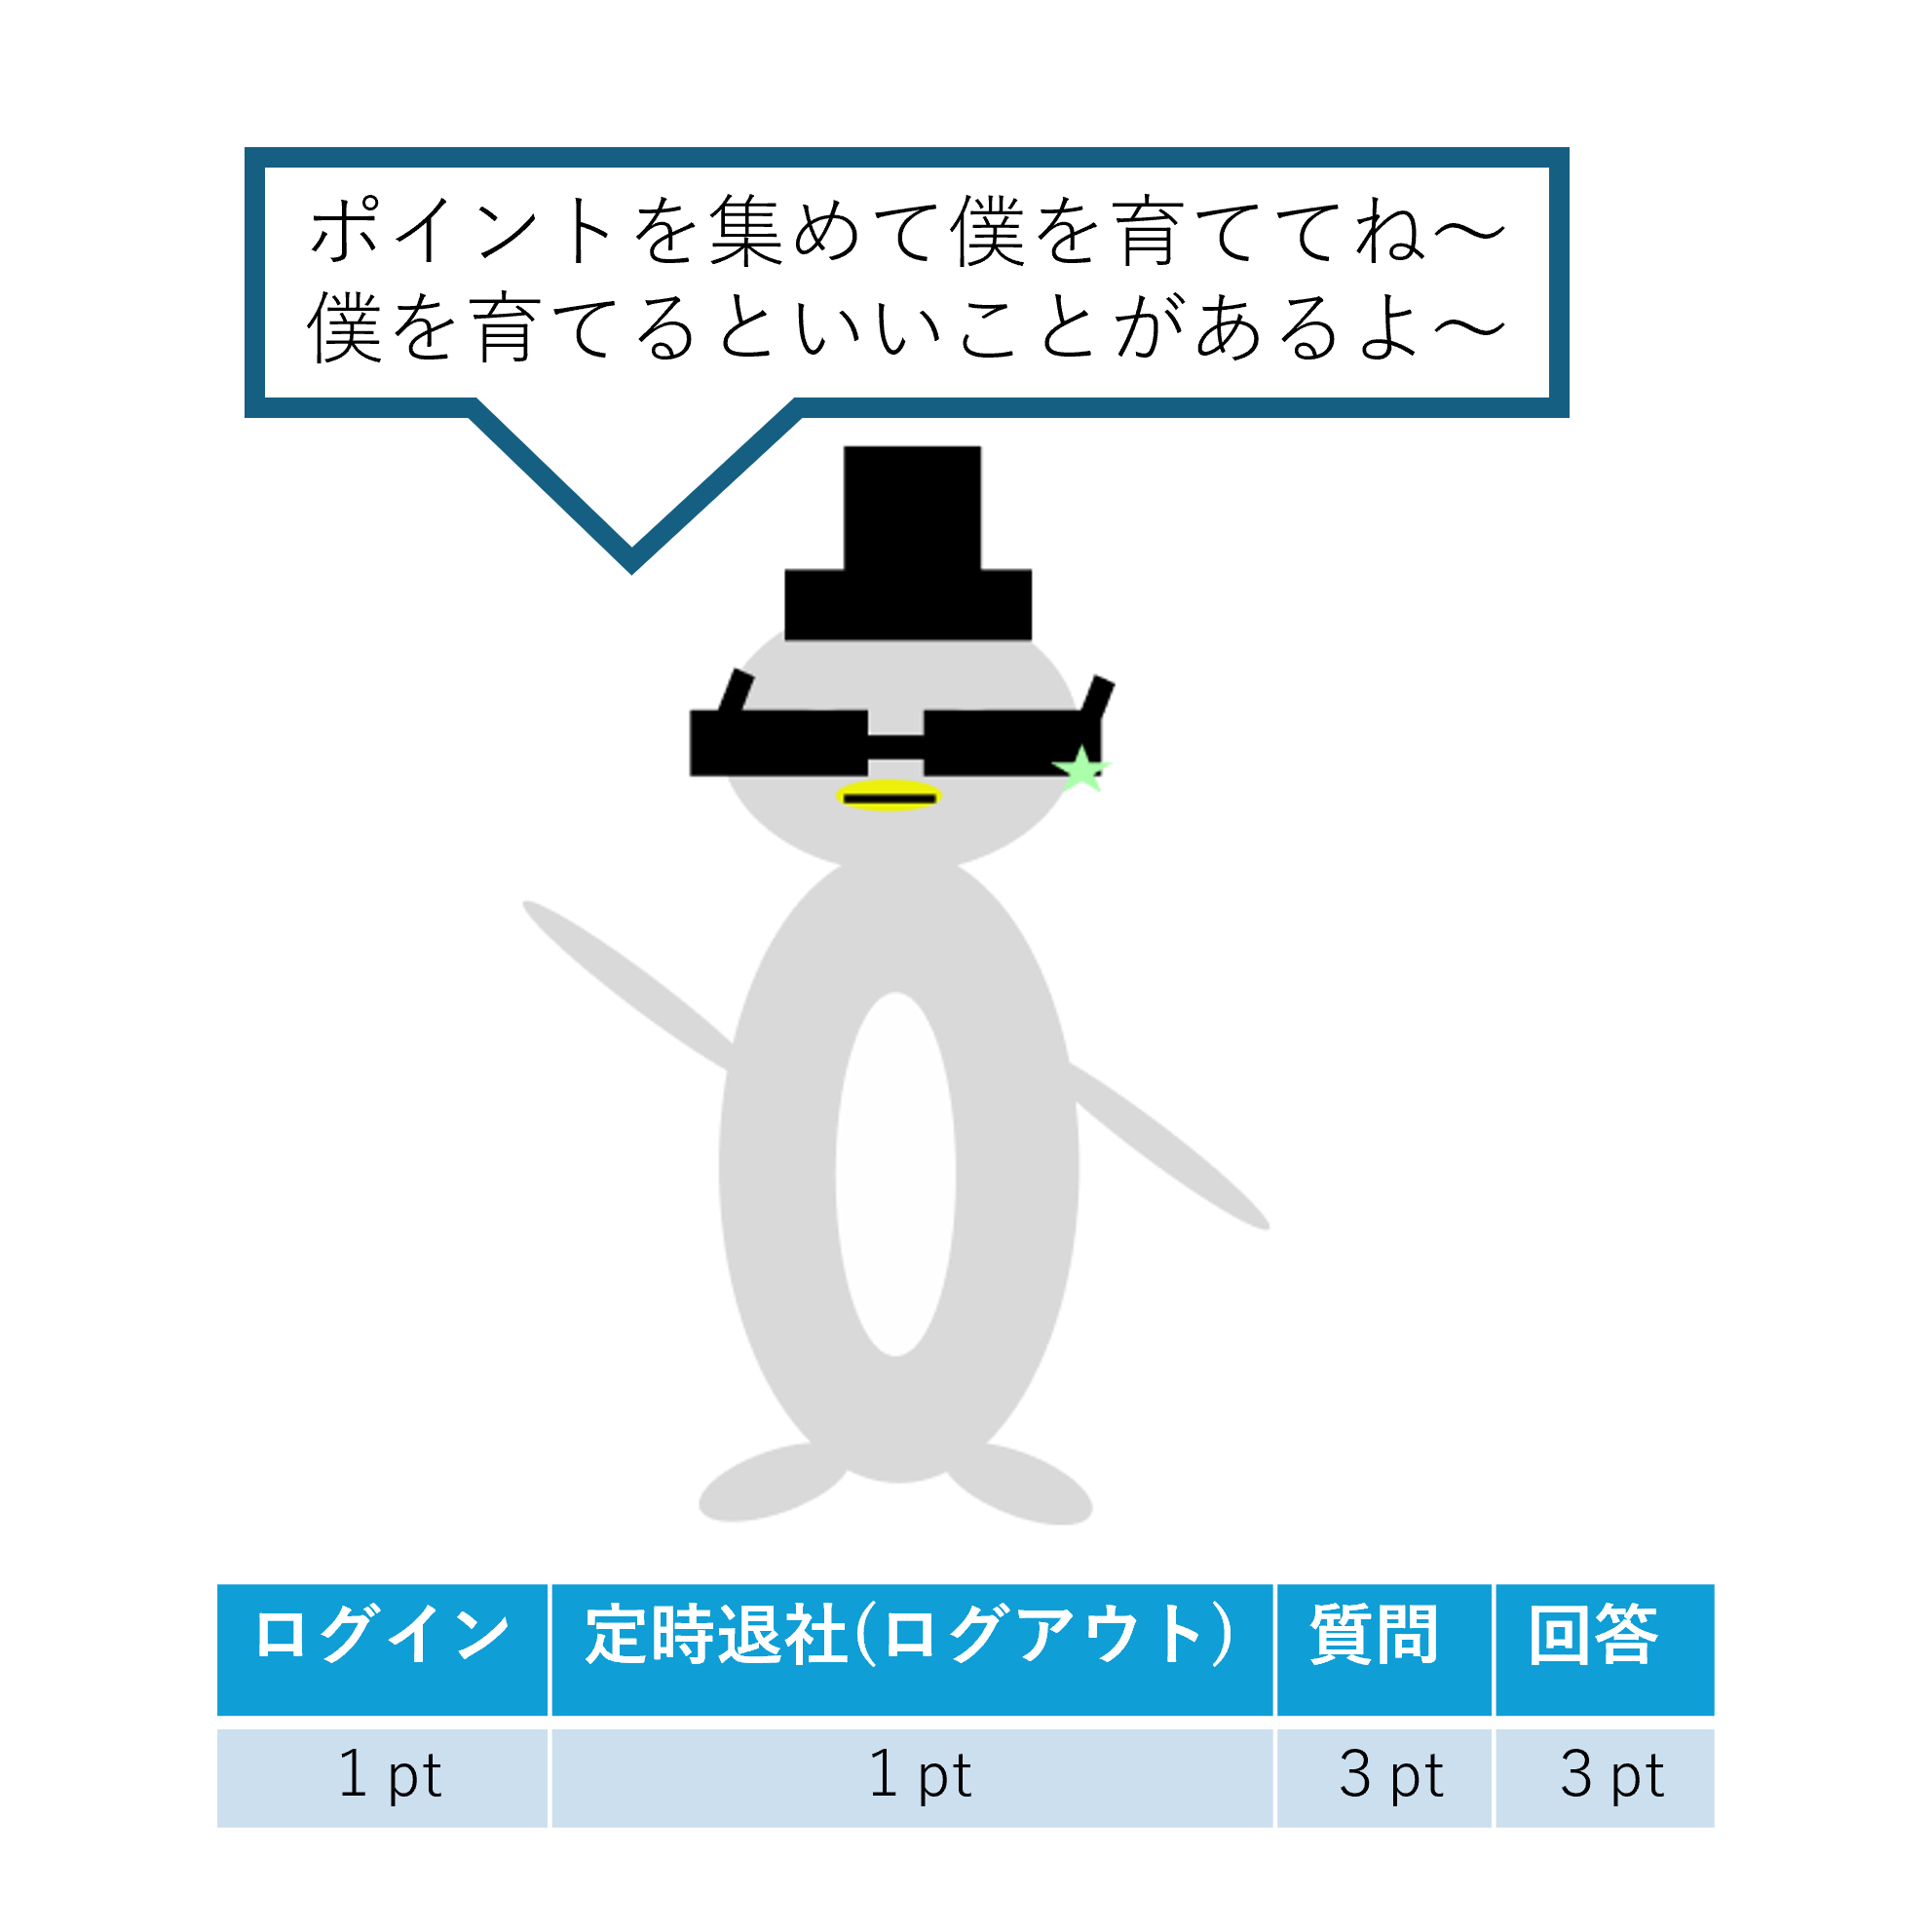 ポイントを集めて僕を育ててね～
僕を育てるといいことがあるよ～
ログイン 定時退社(ログアウト) 質問 回答
1 pt 1 pt 3 pt 3 pt